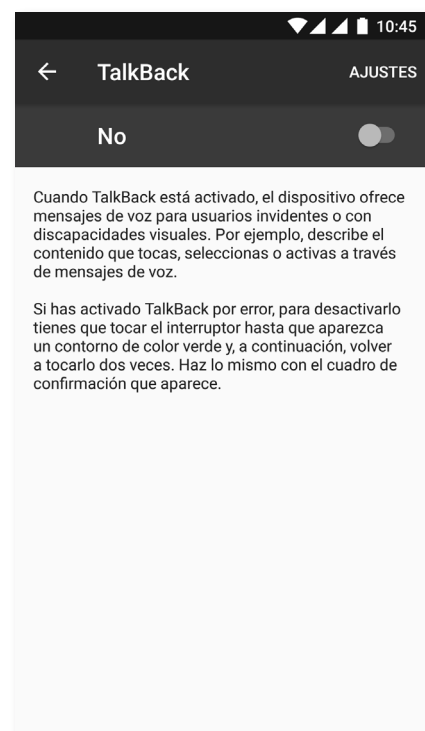 10:45
TalkBack AJUSTES
No
Cuando TalkBack está activado, el dispositivo ofrece
mensajes de voz para usuarios invidentes o con
discapacidades visuales. Por ejemplo, describe el
contenido que tocas, seleccionas o activas a través
de mensajes de voz.
Si has activado TalkBack por error, para desactivarlo
tienes que tocar el interruptor hasta que aparezca
un contorno de color verde y, a continuación, volver
a tocarlo dos veces. Haz lo mismo con el cuadro de
confirmación que aparece.